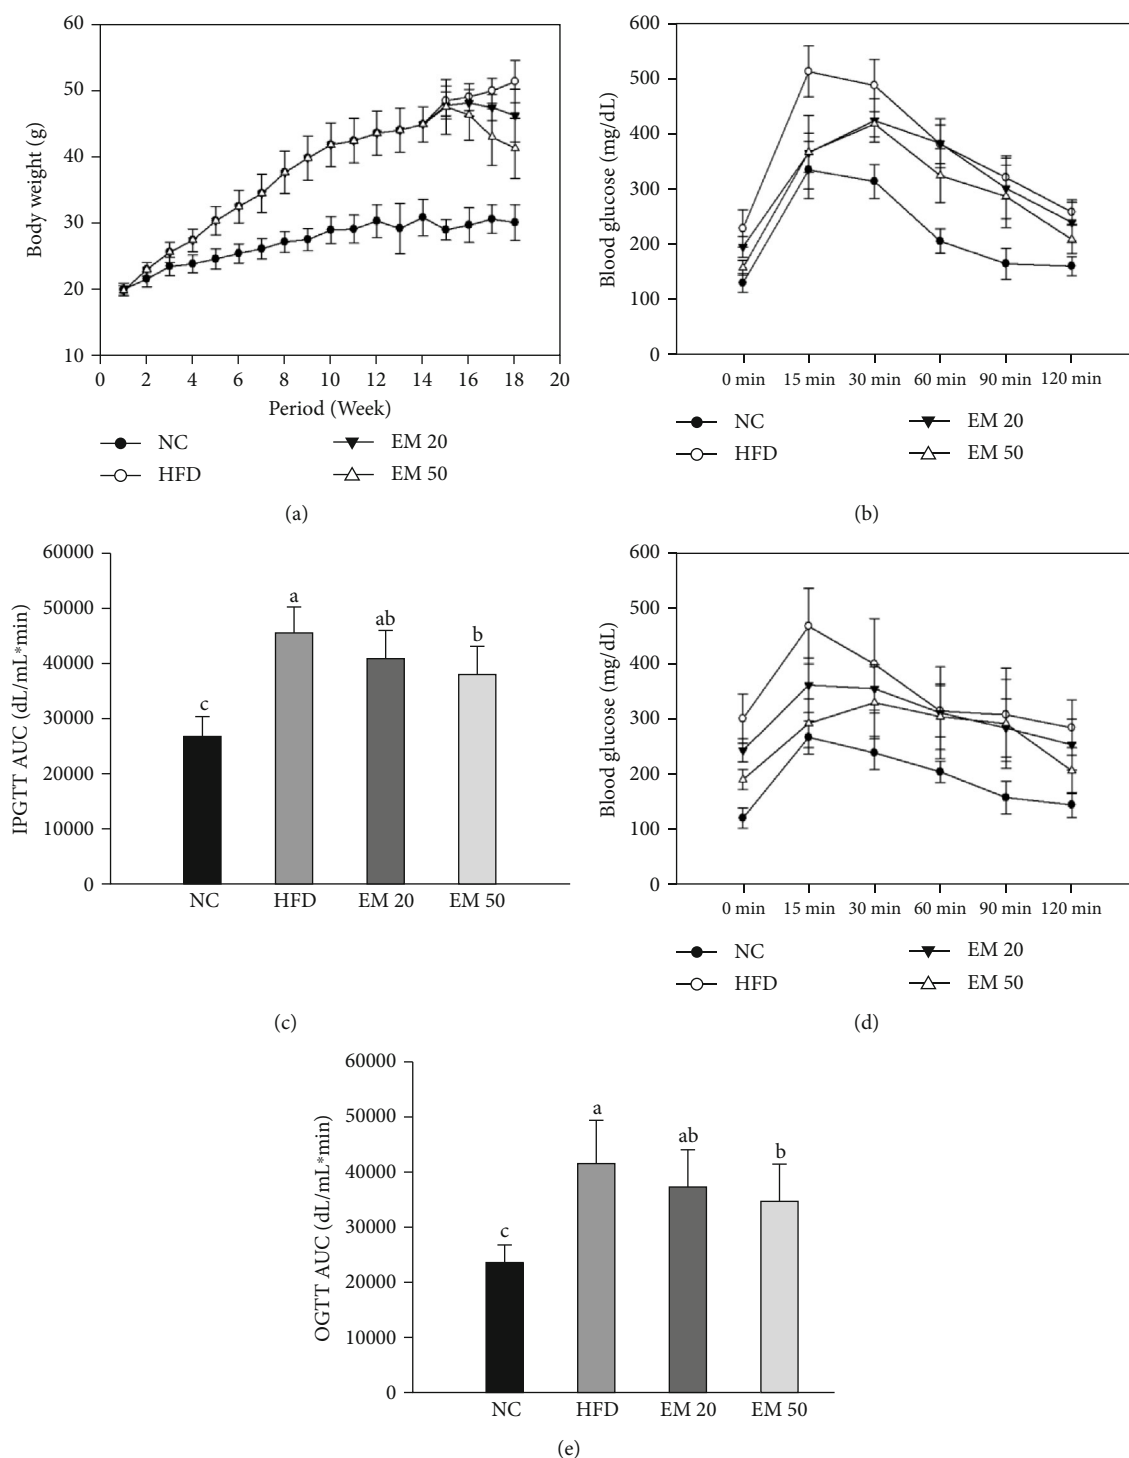 60
50
40
30
20
10
Body weight (g)
0 2 4 6 8 10 12 14 16 18 20
Period (Week)
NC EM 20
HFD EM 50
(a)
600
500
400
300
200
100
0
Blood glucose (mg/dL)
0 min 15 min 30 min 60 min 90 min 120 min
NC EM 20
HFD EM 50
(b)
60000
50000
40000
30000
20000
10000
0
IPGTT AUC (dL/mL*min)
c a ab b
NC HFD EM 20 EM 50
(c)
600
500
400
300
200
100
0
Blood glucose (mg/dL)
0 min 15 min 30 min 60 min 90 min 120 min
NC EM 20
HFD EM 50
(d)
60000
50000
40000
30000
20000
10000
0
OGTT AUC (dL/mL*min)
c a ab b
NC HFD EM 20 EM 50
(e)